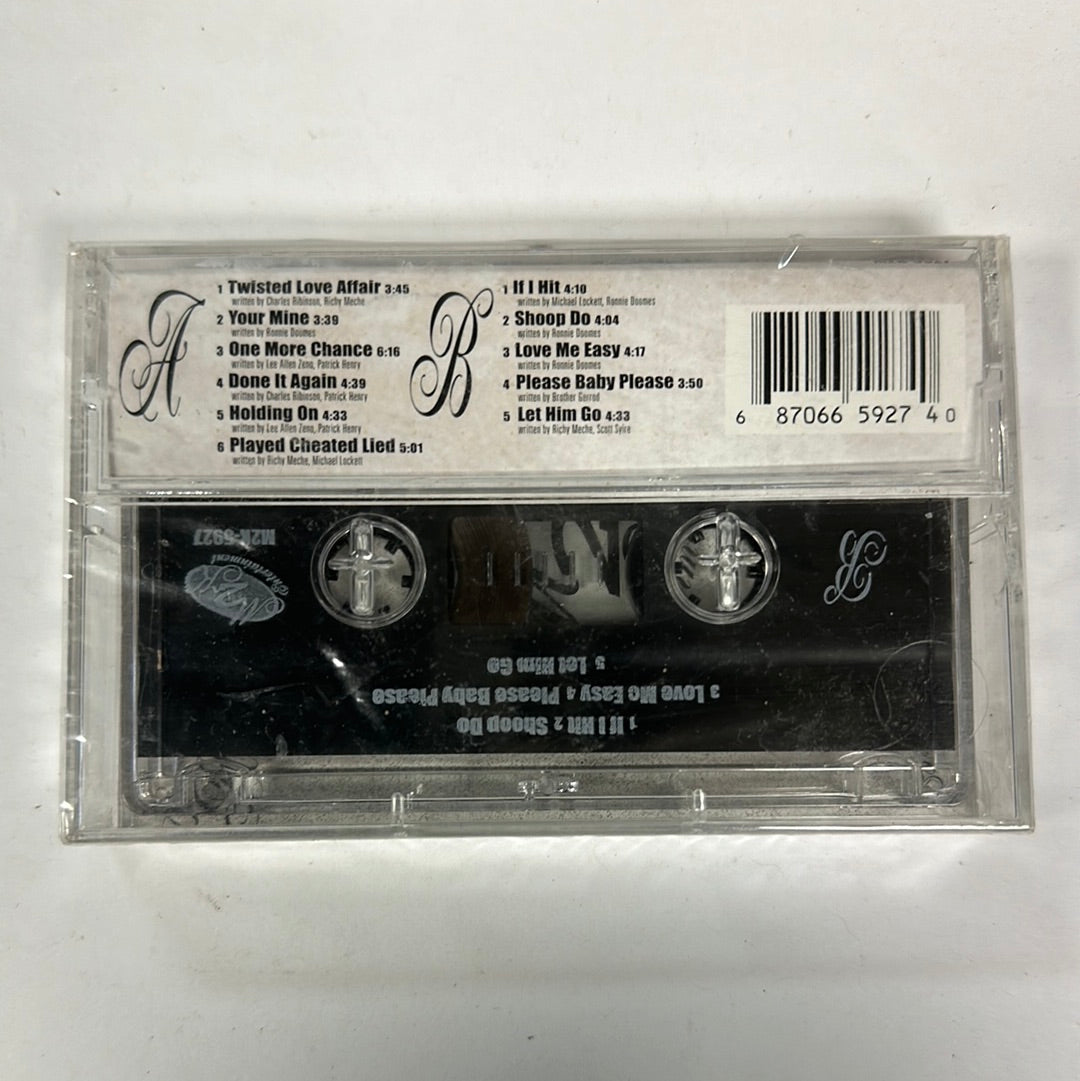 A
1 Twisted Love Affair 3:45
written by Charles Ribinson, Richy Meche
2 Your Mine 3:39
written by Ronnie Doumes
3 One More Chance 6:16
written by Lee Allen Zeno, Patrick Henry
4 Done It Again 4:39
written by Charles Ribinson, Patrick Henry
5 Holding On 4:33
written by Lee Allen Zeno, Patrick Henry
6 Played Cheated Lied 5:01
written by Richy Meche, Michael Lockett
B
1 If I Hit 4:10
written by Michael Lockett, Ronnie Doomes
2 Shoop Do 4:04
written by Ronnie Doomes
3 Love Me Easy 4:17
written by Ronnie Doomes
4 Please Baby Please 3:50
written by Brother Gerrod
5 Let Him Go 4:33
written by Richy Meche, Scott Syire
6 87066 5927 4 0
B
1 If I Hit 2 Shoop Do
3 Love Me Easy 4 Please Baby Please
5 Let Him Go
Entertainment
M2K-5927